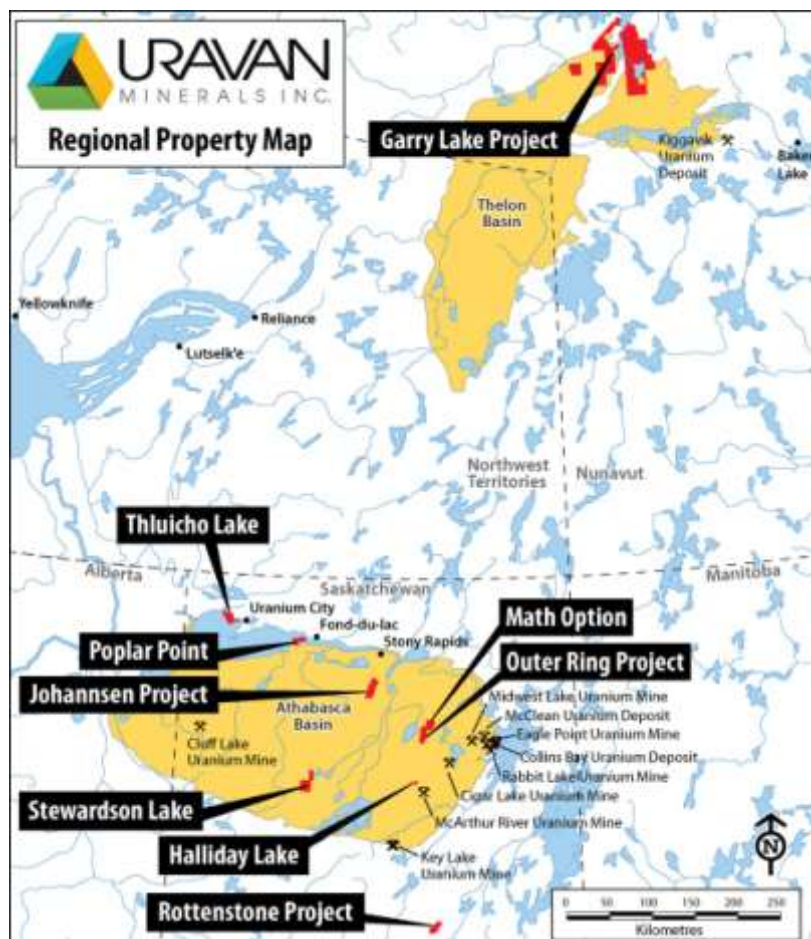 URAVAN
MINERALS INC.
Regional Property Map
Garry Lake Project
Kiggavik
Uranium
Deposit
Baker
Lake
Thelon
Basin
Yellowknife
Reliance
Lutselk'e
Northwest
Territories
Nunavut
Thluicho Lake
Alberta
Saskatchewan
Manitoba
Uranium City
Fond-du-lac
Stony Rapids
Math Option
Poplar Point
Outer Ring Project
Johannsen Project
Midwest Lake Uranium Mine
McClean Uranium Deposit
Athabasca
Basin
Eagle Point Uranium Mine
Cluff Lake
Uranium Mine
Collins Bay Uranium Deposit
Rabbit Lake Uranium Mine
Cigar Lake Uranium Mine
Stewardson Lake
McArthur River Uranium Mine
Halliday Lake
Key Lake
Uranium Mine
N
Rottenstone Project
0 50 100 150 200 250
Kilometres